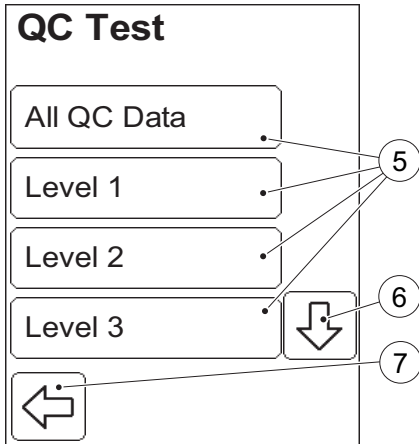 QC Test
All QC Data
Level 1
Level 2
Level 3
5
6
7